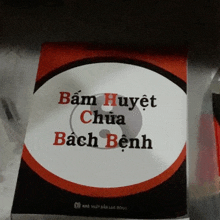 Bấm Huyệt
Chữa
Bách Bệnh